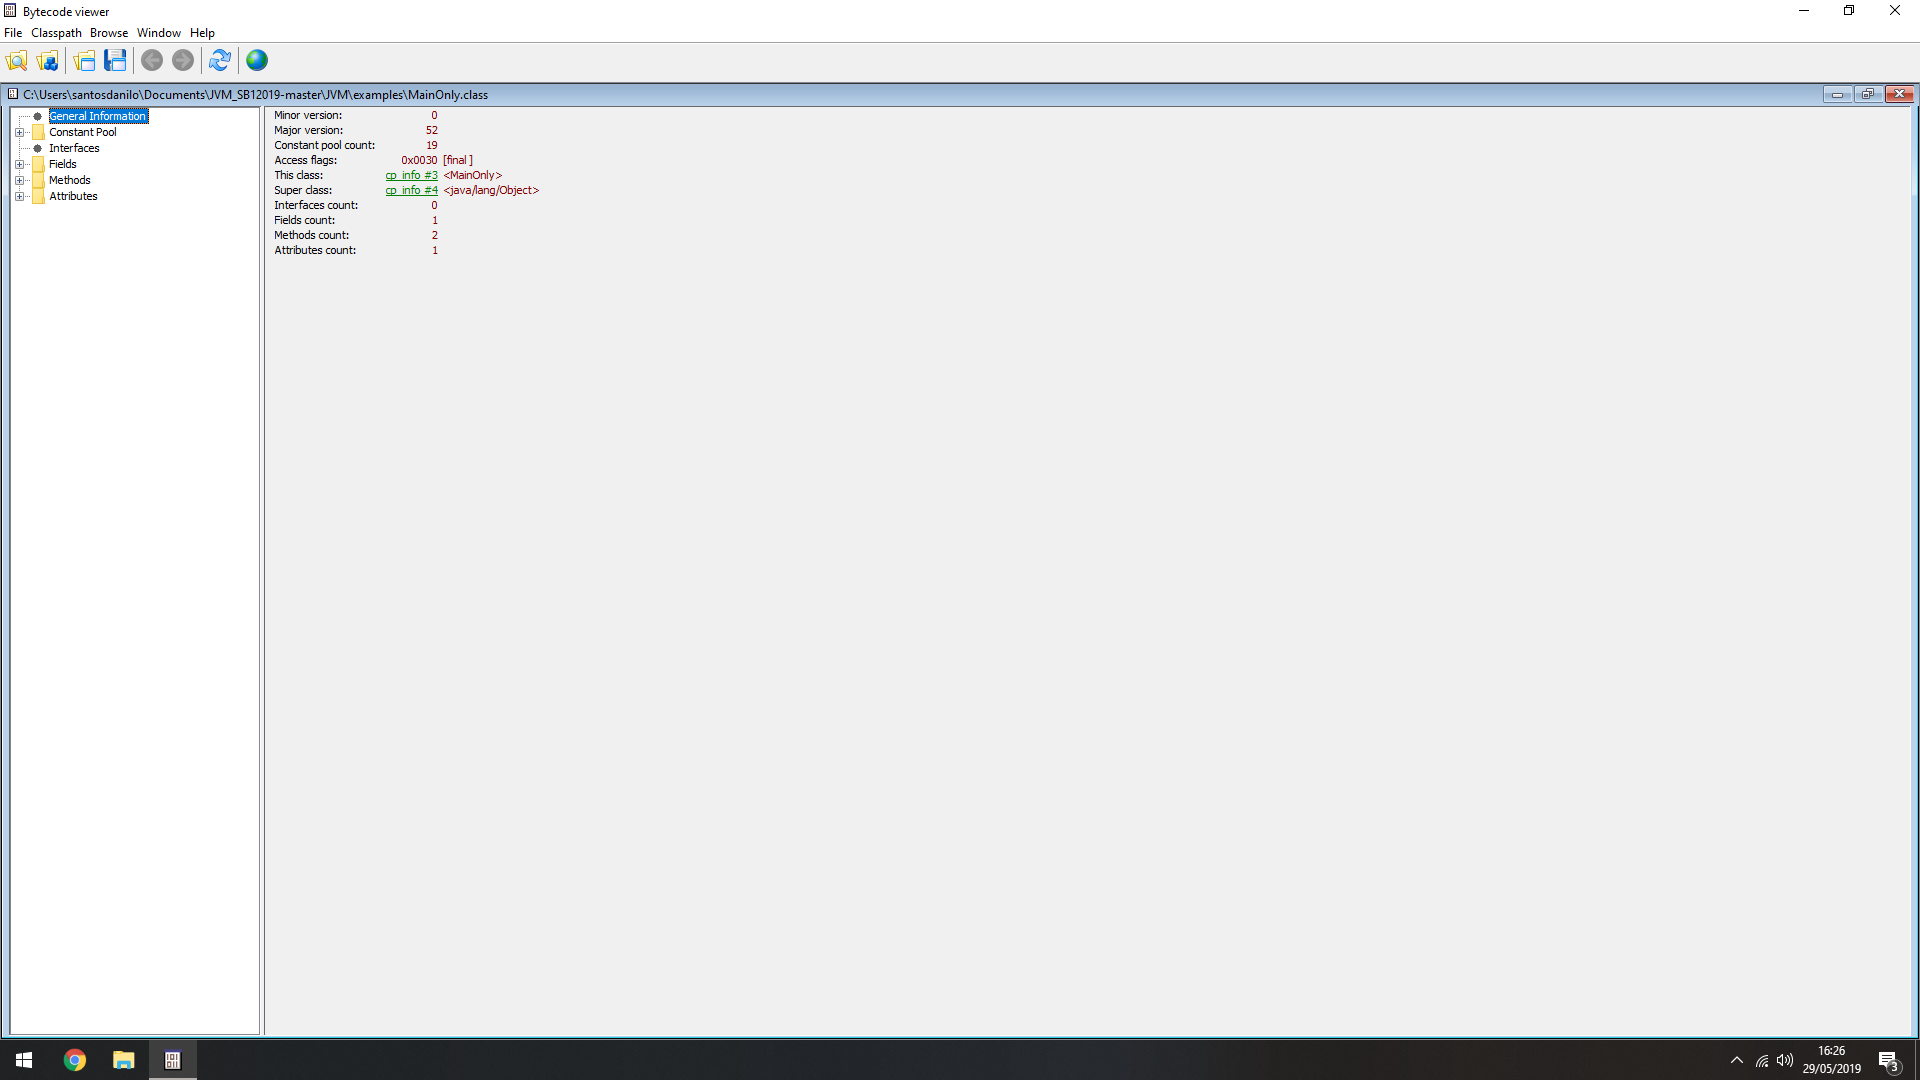 Bytecode viewer
File Classpath Browse Window Help
C:\Users\santosdanilo\Documents\JVM_SB12019-master\JVM\examples\MainOnly.class
General Information
Constant Pool
Interfaces
Fields
Methods
Attributes
Minor version: 0
Major version: 52
Constant pool count: 19
Access flags: 0x0030 [final ]
This class: cp_info #3 <MainOnly>
Super class: cp_info #4 <java/lang/Object>
Interfaces count: 0
Fields count: 1
Methods count: 2
Attributes count: 1
16:26
29/05/2019
3